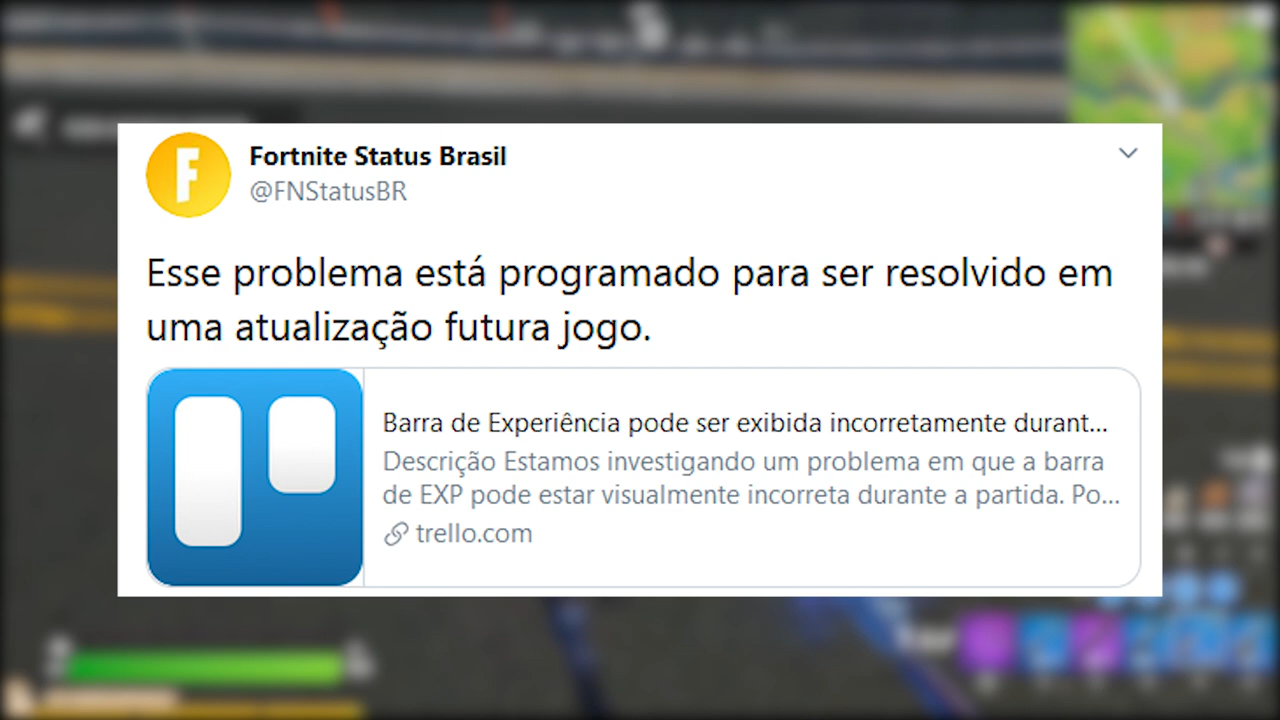 Fortnite Status Brasil
@FNStatusBR
Esse problema está programado para ser resolvido em
uma atualização futura jogo.
Barra de Experiência pode ser exibida incorretamente durant...
Descrição Estamos investigando um problema em que a barra
de EXP pode estar visualmente incorreta durante a partida. Po...
trello.com